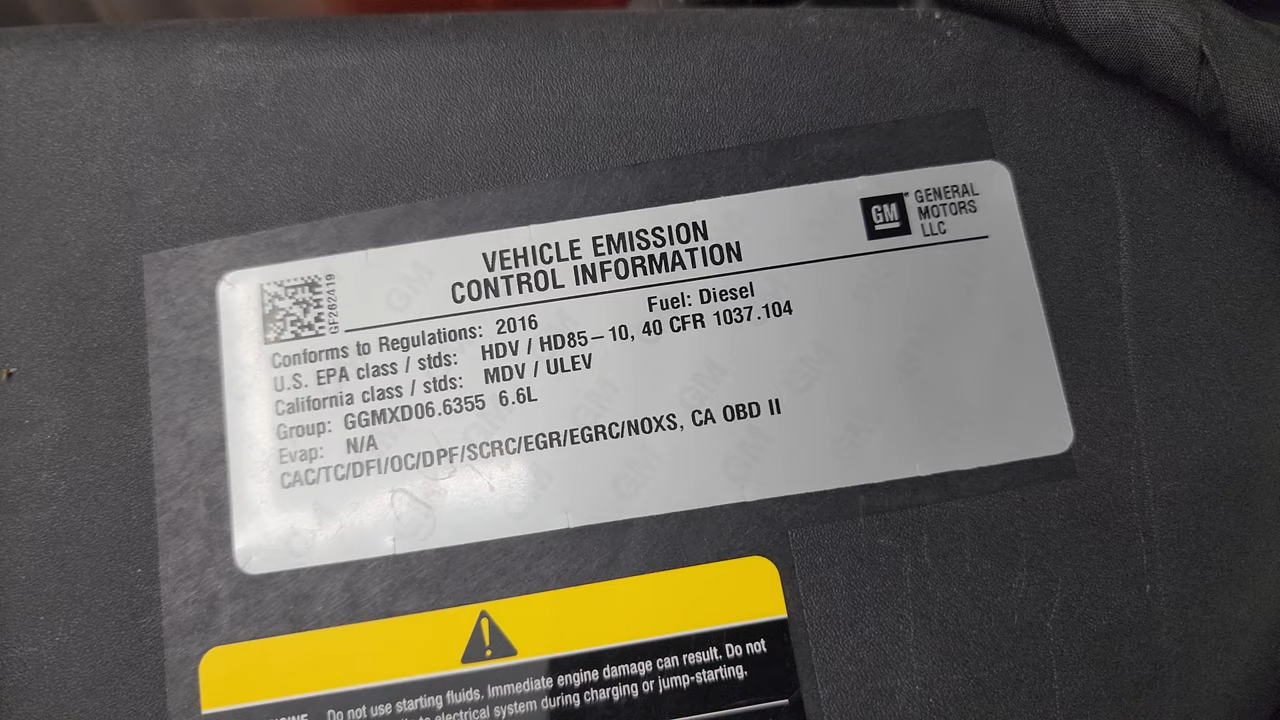 VEHICLE EMISSION
CONTROL INFORMATION
GM GENERAL
MOTORS
LLC
GF262419
Conforms to Regulations: 2016 Fuel: Diesel
U.S. EPA class / stds: HDV / HD85-10, 40 CFR 1037.104
California class / stds: MDV / ULEV
Group: GGMXD06.6355 6.6L
Evap: N/A
CAC/TC/DFI/OC/DPF/SCRC/EGR/EGRC/NOXS, CA OBD II
Do not use starting fluids. Immediate engine damage can result. Do not
to electrical system during charging or jump-starting.